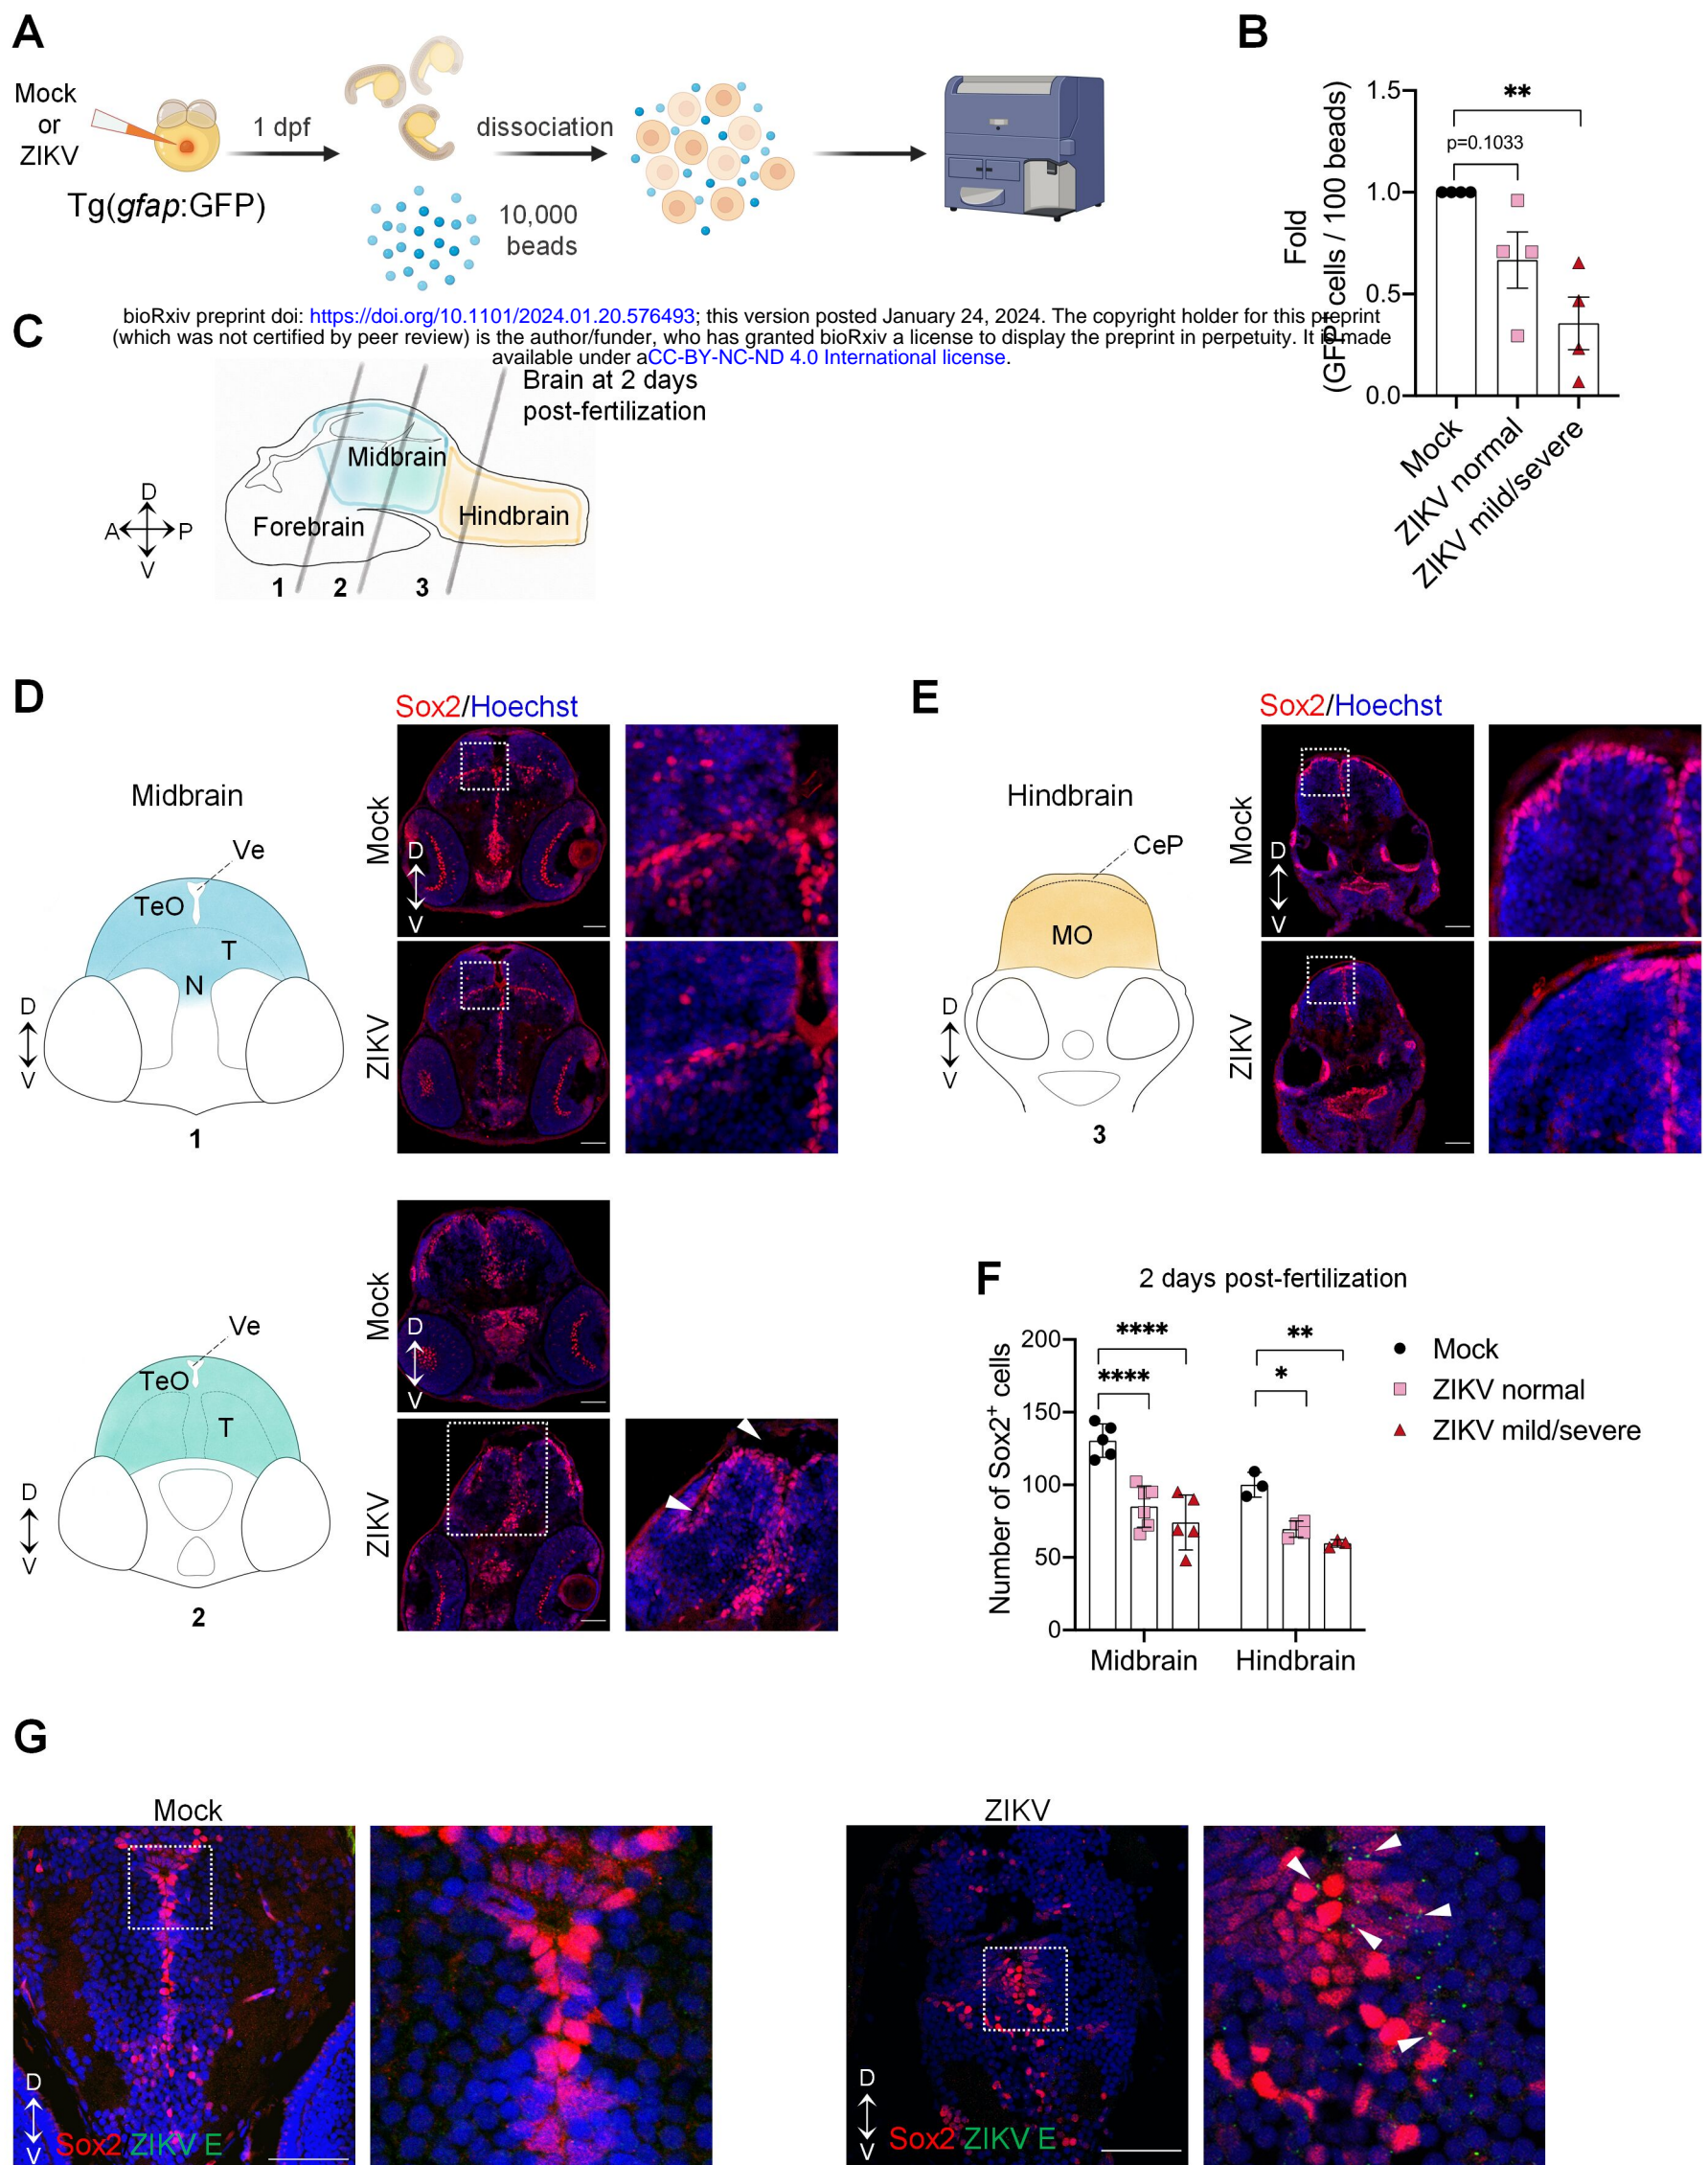 A
Mock
or
ZIKV
Tg(gfap:GFP)
1 dpf
dissociation
10,000
beads
B
Fold
(GFP+ cells / 100 beads)
1.5
1.0
0.5
0.0
**
p=0.1033
Mock
ZIKV normal
ZIKV mild/severe
bioRxiv preprint doi: https://doi.org/10.1101/2024.01.20.576493; this version posted January 24, 2024. The copyright holder for this preprint
(which was not certified by peer review) is the author/funder, who has granted bioRxiv a license to display the preprint in perpetuity. It is made
available under aCC-BY-NC-ND 4.0 International license.
C
Brain at 2 days
post-fertilization
Midbrain
Forebrain
Hindbrain
D
A P
V
1 2 3
D
Sox2/Hoechst
Midbrain
Ve
TeO
T
N
D
V
1
Mock
D
V
ZIKV
Ve
TeO
T
D
V
2
Mock
D
V
ZIKV
E
Sox2/Hoechst
Hindbrain
CeP
MO
D
V
3
Mock
D
V
ZIKV
F
2 days post-fertilization
Number of Sox2+ cells
200
150
100
50
0
****
****
**
*
Midbrain
Hindbrain
Mock
ZIKV normal
ZIKV mild/severe
G
Mock
D
V
Sox2 ZIKV E
ZIKV
D
V
Sox2 ZIKV E